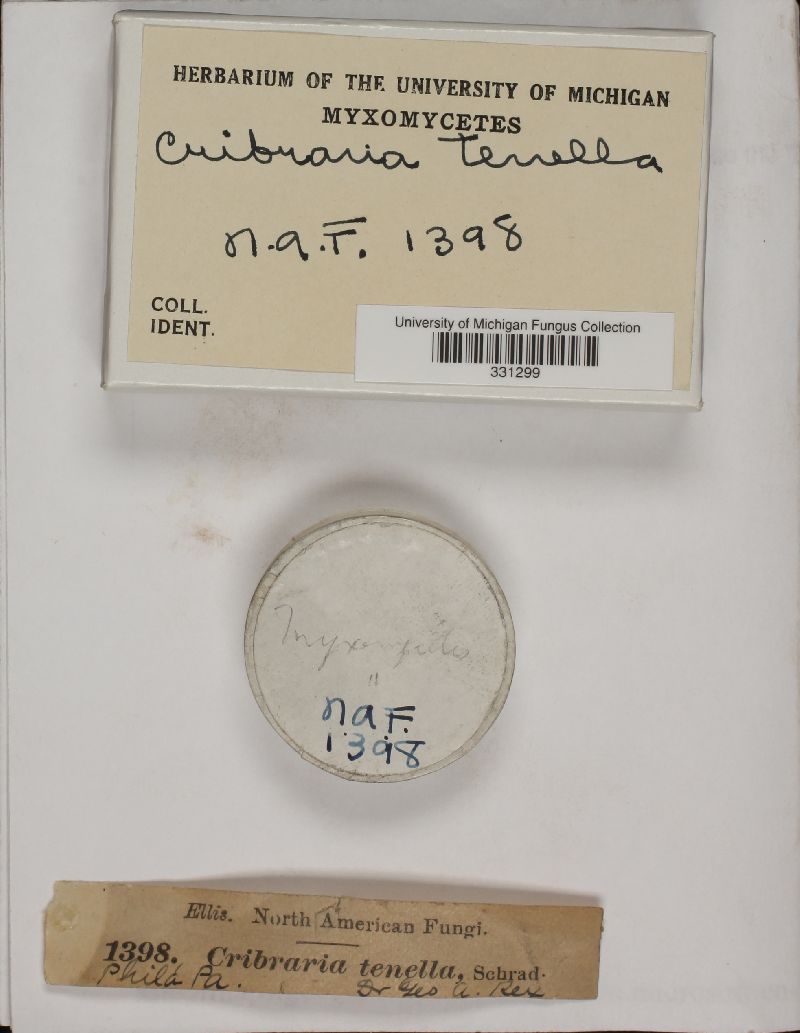 HERBARIUM OF THE UNIVERSITY OF MICHIGAN
MYXOMYCETES
Cribraria tenella
N.A.F. 1398
COLL.
IDENT.
University of Michigan Fungus Collection
331299
Myxomycetes
"
NAF.
1398
Ellis. North American Fungi.
1398. Cribraria tenella, Schrad.
Phila Pa. Dr Geo A. Rex